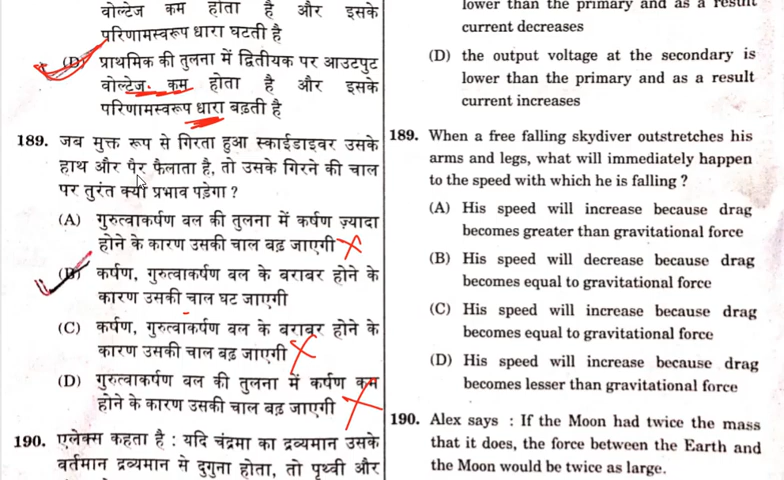 वोल्टेज कम होता है और इसके
परिणामस्वरूप धारा घटती है
(D) प्राथमिक की तुलना में द्वितीयक पर आउटपुट
वोल्टेज कम होता है और इसके
परिणामस्वरूप धारा बढ़ती है
189. जब मुक्त रूप से गिरता हुआ स्काईडाइवर उसके
हाथ और पैर फैलाता है, तो उसके गिरने की चाल
पर तुरंत क्या प्रभाव पड़ेगा ?
(A) गुरुत्वाकर्षण बल की तुलना में कर्षण ज़्यादा
होने के कारण उसकी चाल बढ़ जाएगी
(B) कर्षण, गुरुत्वाकर्षण बल के बराबर होने के
कारण उसकी चाल घट जाएगी
(C) कर्षण, गुरुत्वाकर्षण बल के बराबर होने के
कारण उसकी चाल बढ़ जाएगी
(D) गुरुत्वाकर्षण बल की तुलना में कर्षण कम
होने के कारण उसकी चाल बढ़ जाएगी
190. एलेक्स कहता है : यदि चंद्रमा का द्रव्यमान उसके
वर्तमान द्रव्यमान से दुगुना होता, तो पृथ्वी और
lower than the primary and as a result
current decreases
(D) the output voltage at the secondary is
lower than the primary and as a result
current increases
189. When a free falling skydiver outstretches his
arms and legs, what will immediately happen
to the speed with which he is falling ?
(A) His speed will increase because drag
becomes greater than gravitational force
(B) His speed will decrease because drag
becomes equal to gravitational force
(C) His speed will increase because drag
becomes equal to gravitational force
(D) His speed will increase because drag
becomes lesser than gravitational force
190. Alex says : If the Moon had twice the mass
that it does, the force between the Earth and
the Moon would be twice as large.